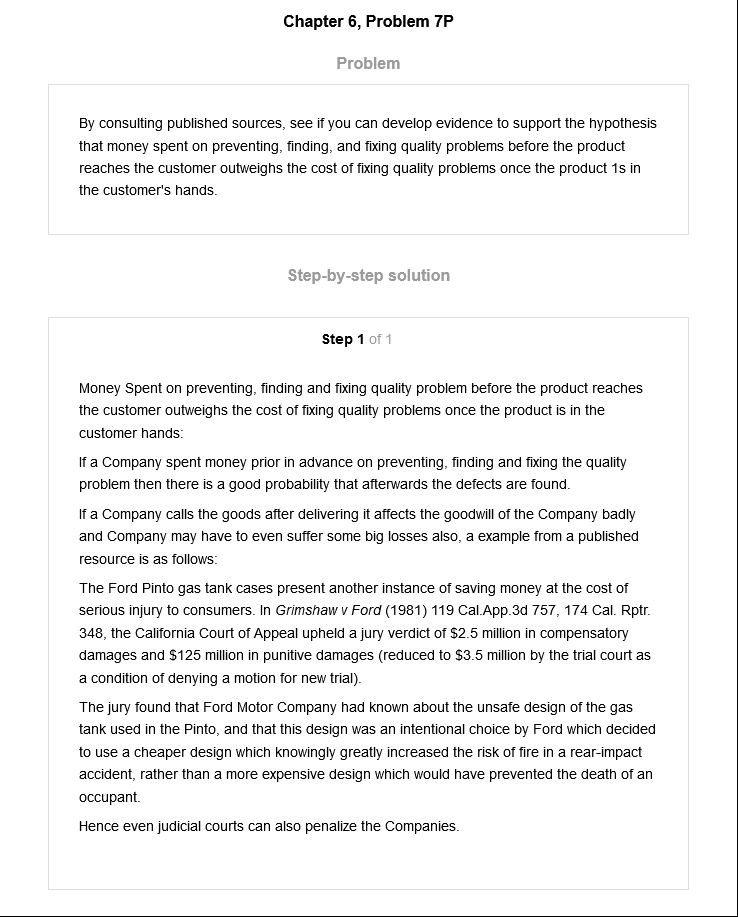 Chapter 6, Problem 7P
Problem
By consulting published sources, see if you can develop evidence to support the hypothesis
that money spent on preventing, finding, and fixing quality problems before the product
reaches the customer outweighs the cost of fixing quality problems once the product 1s in
the customer's hands.
Step-by-step solution
Step 1 of 1
Money Spent on preventing, finding and fixing quality problem before the product reaches
the customer outweighs the cost of fixing quality problems once the product is in the
customer hands:
If a Company spent money prior in advance on preventing, finding and fixing the quality
problem then there is a good probability that afterwards the defects are found.
If a Company calls the goods after delivering it affects the goodwill of the Company badly
and Company may have to even suffer some big losses also, a example from a published
resource is as follows:
The Ford Pinto gas tank cases present another instance of saving money at the cost of
serious injury to consumers. In Grimshaw v Ford (1981) 119 Cal.App.3d 757, 174 Cal. Rptr.
348, the California Court of Appeal upheld a jury verdict of $2.5 million in compensatory
damages and $125 million in punitive damages (reduced to $3.5 million by the trial court as
a condition of denying a motion for new trial).
The jury found that Ford Motor Company had known about the unsafe design of the gas
tank used in the Pinto, and that this design was an intentional choice by Ford which decided
to use a cheaper design which knowingly greatly increased the risk of fire in a rear-impact
accident, rather than a more expensive design which would have prevented the death of an
occupant.
Hence even judicial courts can also penalize the Companies.